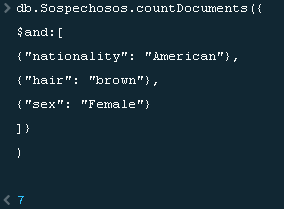 > db.Sospechosos.countDocuments({
$and:[
{"nationality": "American"},
{"hair": "brown"},
{"sex": "Female"}
]}
)
< 7